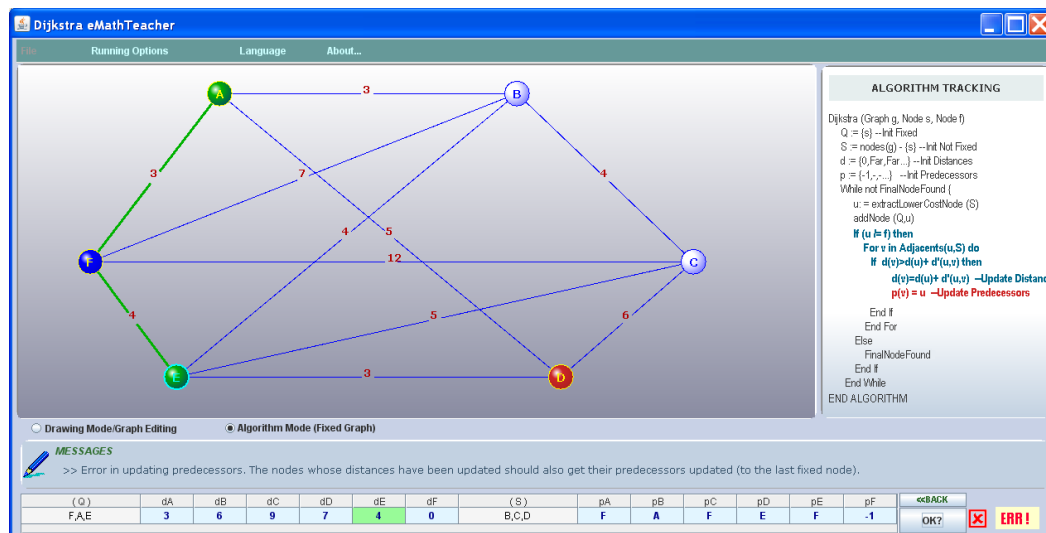 Dijkstra eMathTeacher
File Running Options Language About...
A
3
B
3
7
4
4
5
F
12
C
4
5
6
E
3
D
ALGORITHM TRACKING
Dijkstra (Graph g, Node s, Node f)
Q := {s} --Init Fixed
S := nodes(g) - {s} --Init Not Fixed
d := {0,Far,Far...} --Init Distances
p := {-1,-,-...} --Init Predecessors
While not FinalNodeFound {
u: = extractLowerCostNode (S)
addNode (Q,u)
If (u != f) then
For v in Adjacents(u,S) do
If d(v)>d(u)+ d'(u,v) then
d(v)=d(u)+ d'(u,v) --Update Distanc
p(v) = u --Update Predecessors
End If
End For
Else
FinalNodeFound
End If
End While
END ALGORITHM
Drawing Mode/Graph Editing Algorithm Mode (Fixed Graph)
MESSAGES
>> Error in updating predecessors. The nodes whose distances have been updated should also get their predecessors updated (to the last fixed node).
( Q ) dA dB dC dD dE dF ( S ) pA pB pC pD pE pF «BACK
F,A,E 3 6 9 7 4 0 B,C,D F A F E F -1 OK? ERR!